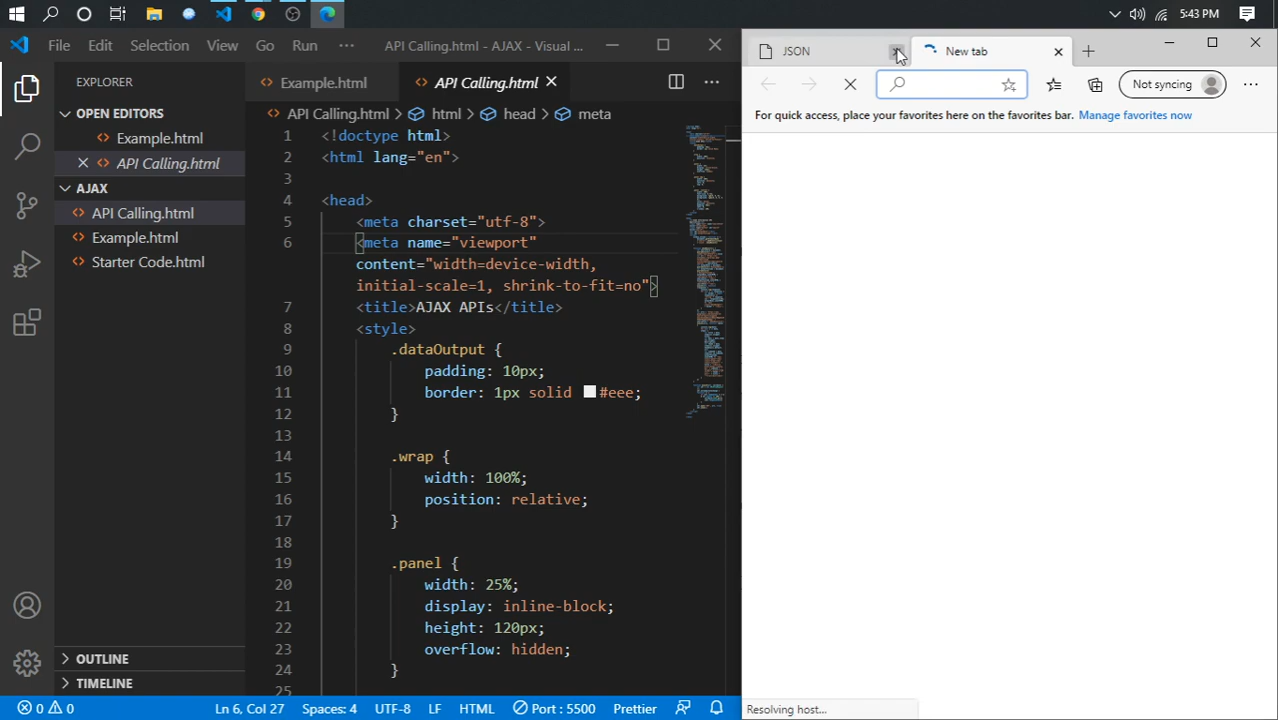 5:43 PM
File Edit Selection View Go Run ··· API Calling.html - AJAX - Visual ...
JSON
New tab
EXPLORER
OPEN EDITORS
Example.html
API Calling.html
AJAX
API Calling.html
Example.html
Starter Code.html
OUTLINE
TIMELINE
Example.html
API Calling.html
API Calling.html > html > head > meta
1 <!doctype html>
2 <html lang="en">
3
4 <head>
5 <meta charset="utf-8">
6 <meta name="viewport"
content="width=device-width,
initial-scale=1, shrink-to-fit=no">
7 <title>AJAX APIs</title>
8 <style>
9 .dataOutput {
10 padding: 10px;
11 border: 1px solid #eee;
12 }
13
14 .wrap {
15 width: 100%;
16 position: relative;
17 }
18
19 .panel {
20 width: 25%;
21 display: inline-block;
22 height: 120px;
23 overflow: hidden;
24 }
25
0 0 Ln 6, Col 27 Spaces: 4 UTF-8 LF HTML Port : 5500 Prettier
Not syncing
For quick access, place your favorites here on the favorites bar. Manage favorites now
Resolving host...